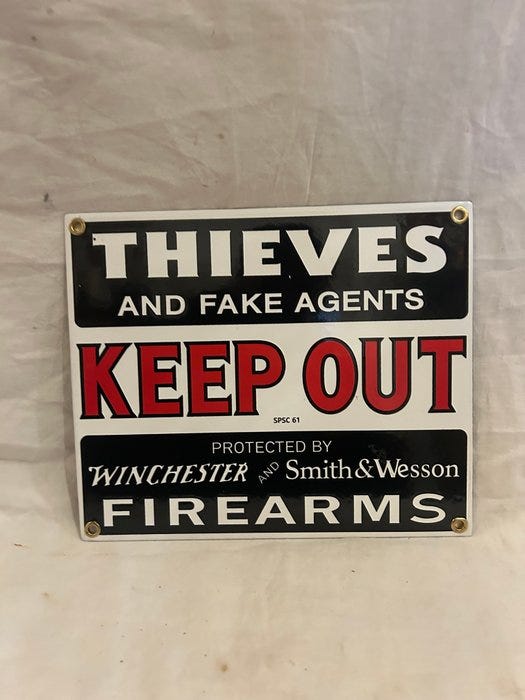 THIEVES
AND FAKE AGENTS
KEEP OUT
SPSC 61
PROTECTED BY
WINCHESTER AND Smith & Wesson
FIREARMS